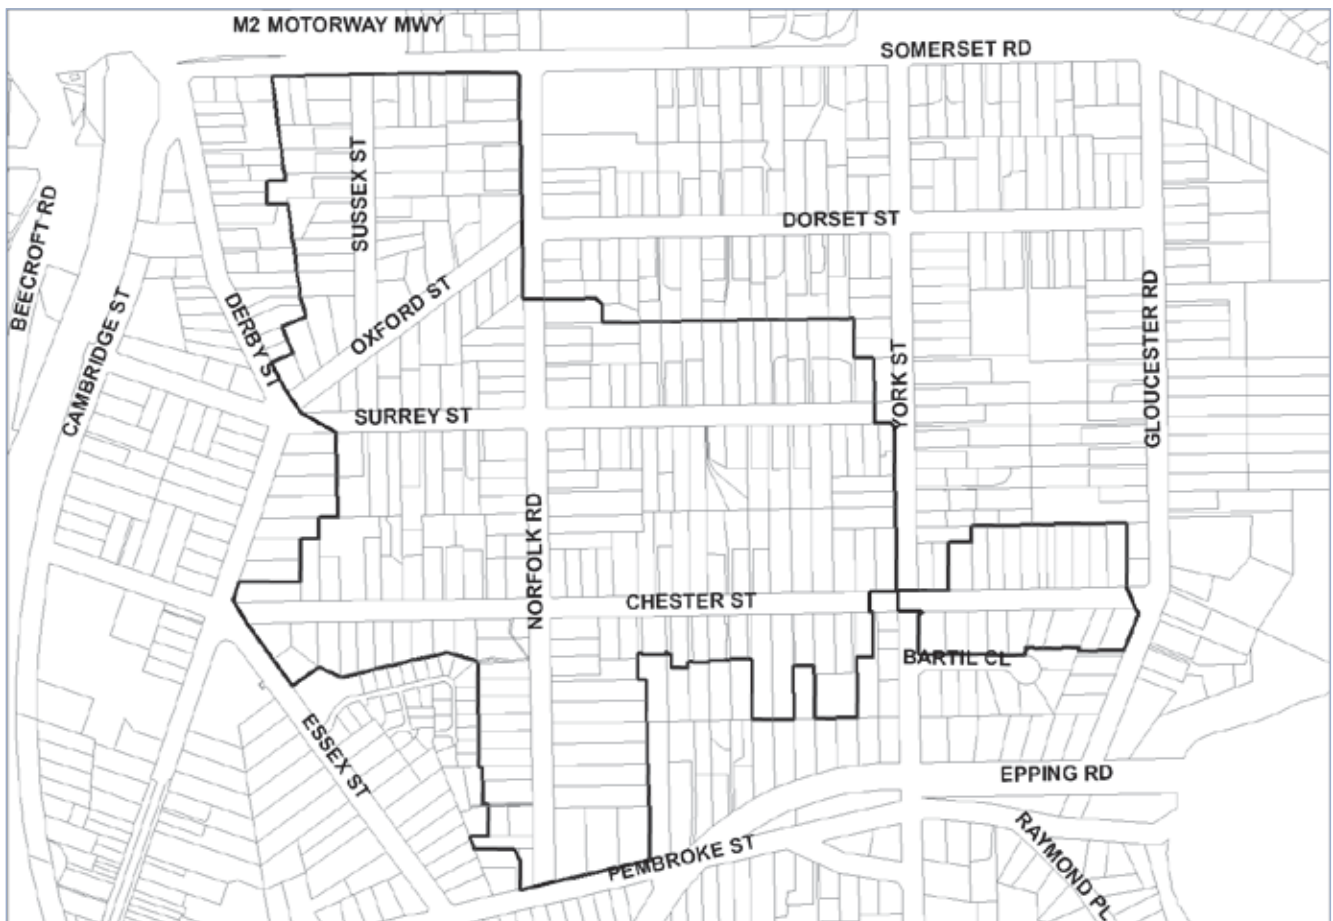 M2 MOTORWAY MWY
SOMERSET RD
SUSSEX ST
DORSET ST
BEECROFT RD
CAMBRIDGE ST
DERBY ST
OXFORD ST
GLOUCESTER RD
YORK ST
SURREY ST
NORFOLK RD
CHESTER ST
BARTIL CL
ESSEX ST
EPPING RD
PEMBROKE ST
RAYMOND PL